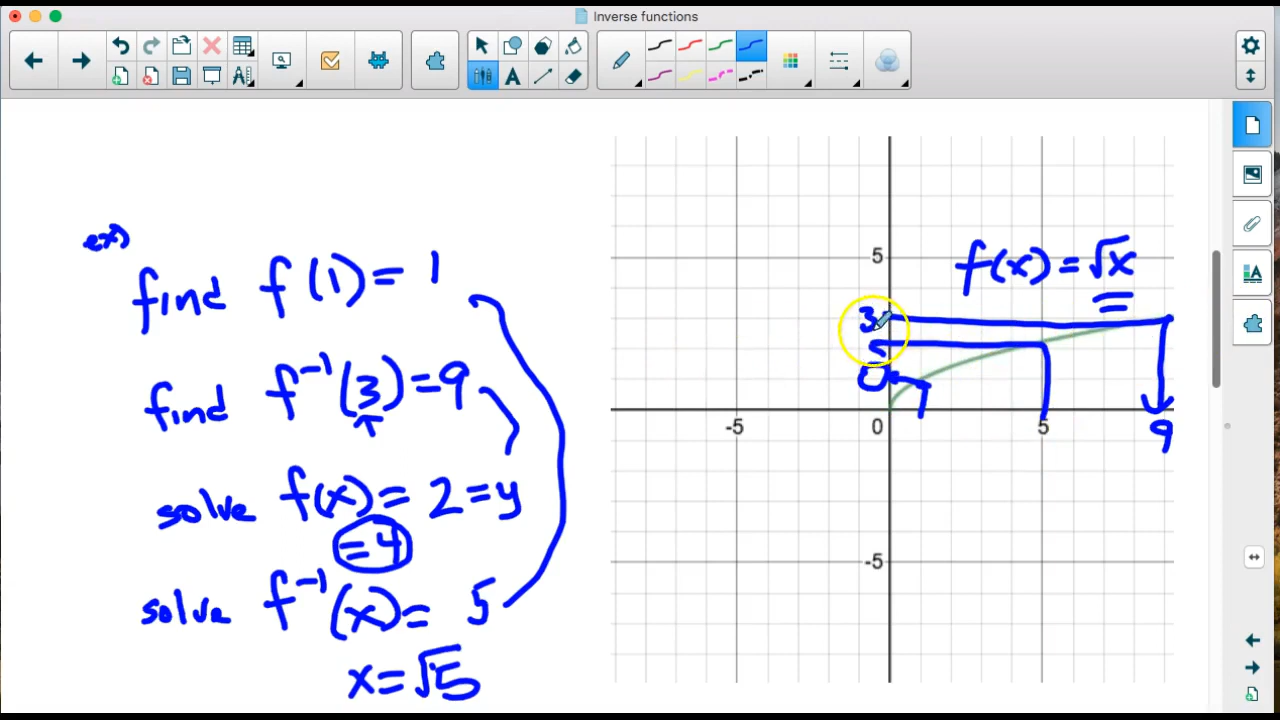 Inverse functions
ex)
find f(1) = 1
find f⁻¹(3) = 9
solve f(x) = 2 = y
= 4
solve f⁻¹(x) = 5
x = √5
5
f(x) = √x
3
-5
0
5
9
-5